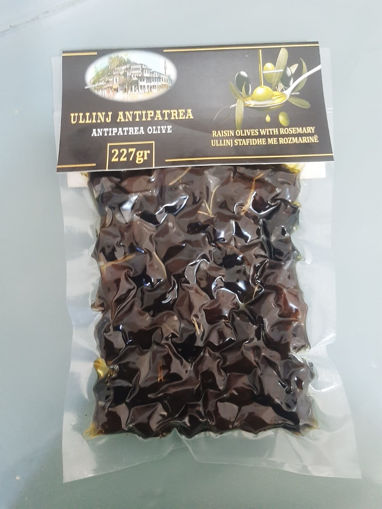 ULLINJ ANTIPATREA
ANTIPATREA OLIVE
227gr
RAISIN OLIVES WITH ROSEMARY
ULLINJ STAFIDHE ME ROZMARINË